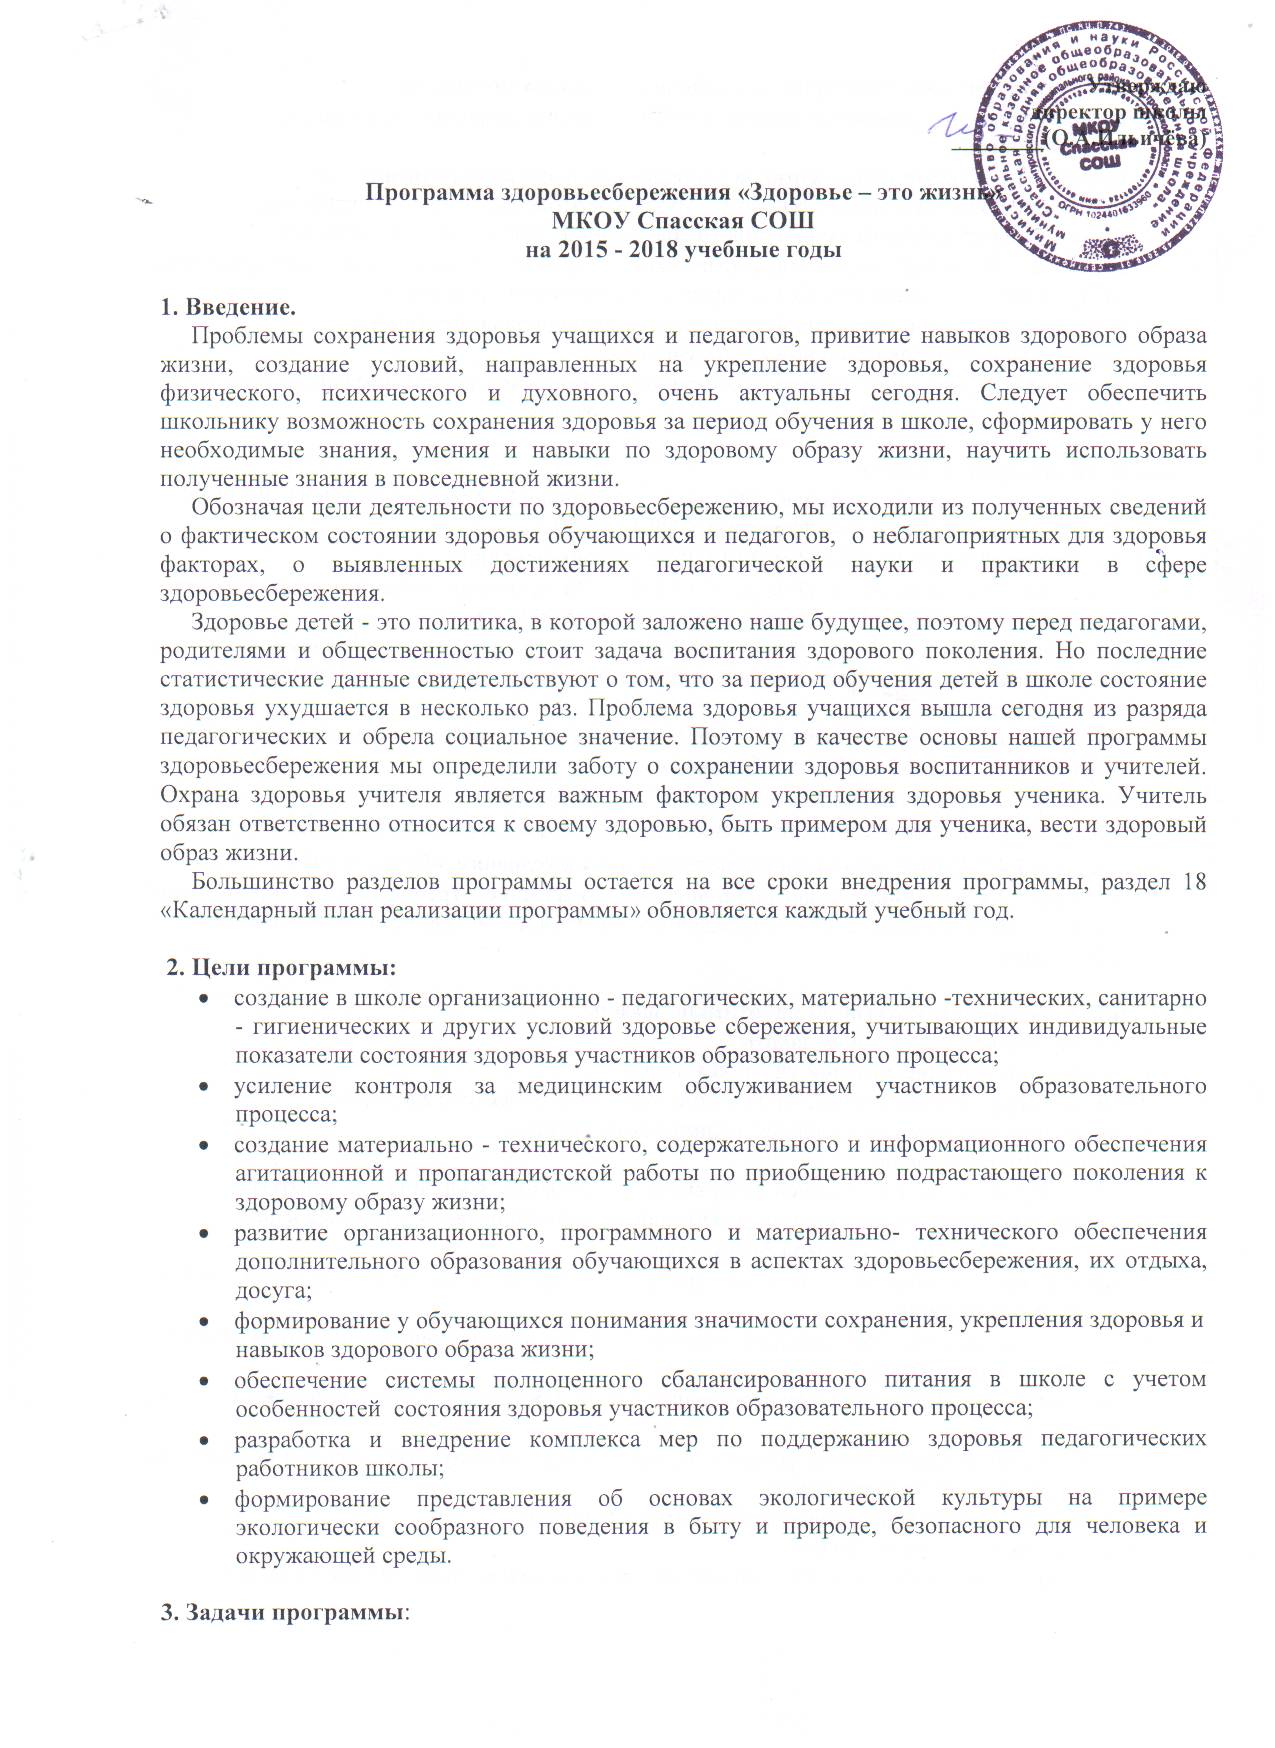 Утверждаю
директор школы
(О.А.Ильичёва)
МКОУ
Спасская
СОШ
ОГРН 1024401633960
Программа здоровьесбережения «Здоровье – это жизнь»
МКОУ Спасская СОШ
на 2015 - 2018 учебные годы
1. Введение.
Проблемы сохранения здоровья учащихся и педагогов, привитие навыков здорового образа
жизни, создание условий, направленных на укрепление здоровья, сохранение здоровья
физического, психического и духовного, очень актуальны сегодня. Следует обеспечить
школьнику возможность сохранения здоровья за период обучения в школе, сформировать у него
необходимые знания, умения и навыки по здоровому образу жизни, научить использовать
полученные знания в повседневной жизни.
Обозначая цели деятельности по здоровьесбережению, мы исходили из полученных сведений
о фактическом состоянии здоровья обучающихся и педагогов, о неблагоприятных для здоровья
факторах, о выявленных достижениях педагогической науки и практики в сфере
здоровьесбережения.
Здоровье детей - это политика, в которой заложено наше будущее, поэтому перед педагогами,
родителями и общественностью стоит задача воспитания здорового поколения. Но последние
статистические данные свидетельствуют о том, что за период обучения детей в школе состояние
здоровья ухудшается в несколько раз. Проблема здоровья учащихся вышла сегодня из разряда
педагогических и обрела социальное значение. Поэтому в качестве основы нашей программы
здоровьесбережения мы определили заботу о сохранении здоровья воспитанников и учителей.
Охрана здоровья учителя является важным фактором укрепления здоровья ученика. Учитель
обязан ответственно относится к своему здоровью, быть примером для ученика, вести здоровый
образ жизни.
Большинство разделов программы остается на все сроки внедрения программы, раздел 18
«Календарный план реализации программы» обновляется каждый учебный год.
2. Цели программы:
• создание в школе организационно - педагогических, материально -технических, санитарно
- гигиенических и других условий здоровье сбережения, учитывающих индивидуальные
показатели состояния здоровья участников образовательного процесса;
• усиление контроля за медицинским обслуживанием участников образовательного
процесса;
• создание материально - технического, содержательного и информационного обеспечения
агитационной и пропагандистской работы по приобщению подрастающего поколения к
здоровому образу жизни;
• развитие организационного, программного и материально- технического обеспечения
дополнительного образования обучающихся в аспектах здоровьесбережения, их отдыха,
досуга;
• формирование у обучающихся понимания значимости сохранения, укрепления здоровья и
навыков здорового образа жизни;
• обеспечение системы полноценного сбалансированного питания в школе с учетом
особенностей состояния здоровья участников образовательного процесса;
• разработка и внедрение комплекса мер по поддержанию здоровья педагогических
работников школы;
• формирование представления об основах экологической культуры на примере
экологически сообразного поведения в быту и природе, безопасного для человека и
окружающей среды.
3. Задачи программы: